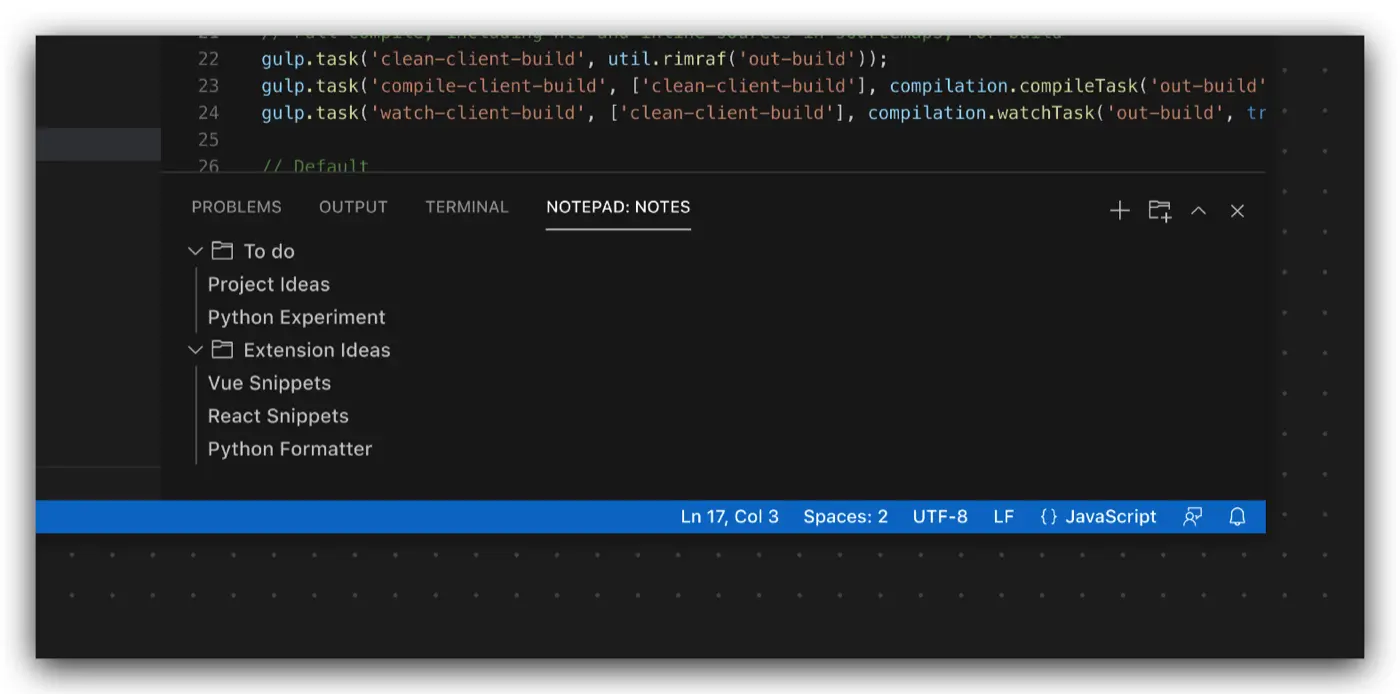 22 gulp.task('clean-client-build', util.rimraf('out-build'));
23 gulp.task('compile-client-build', ['clean-client-build'], compilation.compileTask('out-build'
24 gulp.task('watch-client-build', ['clean-client-build'], compilation.watchTask('out-build', tr
25
26 // Default
PROBLEMS OUTPUT TERMINAL NOTEPAD: NOTES
To do
Project Ideas
Python Experiment
Extension Ideas
Vue Snippets
React Snippets
Python Formatter
Ln 17, Col 3 Spaces: 2 UTF-8 LF {} JavaScript